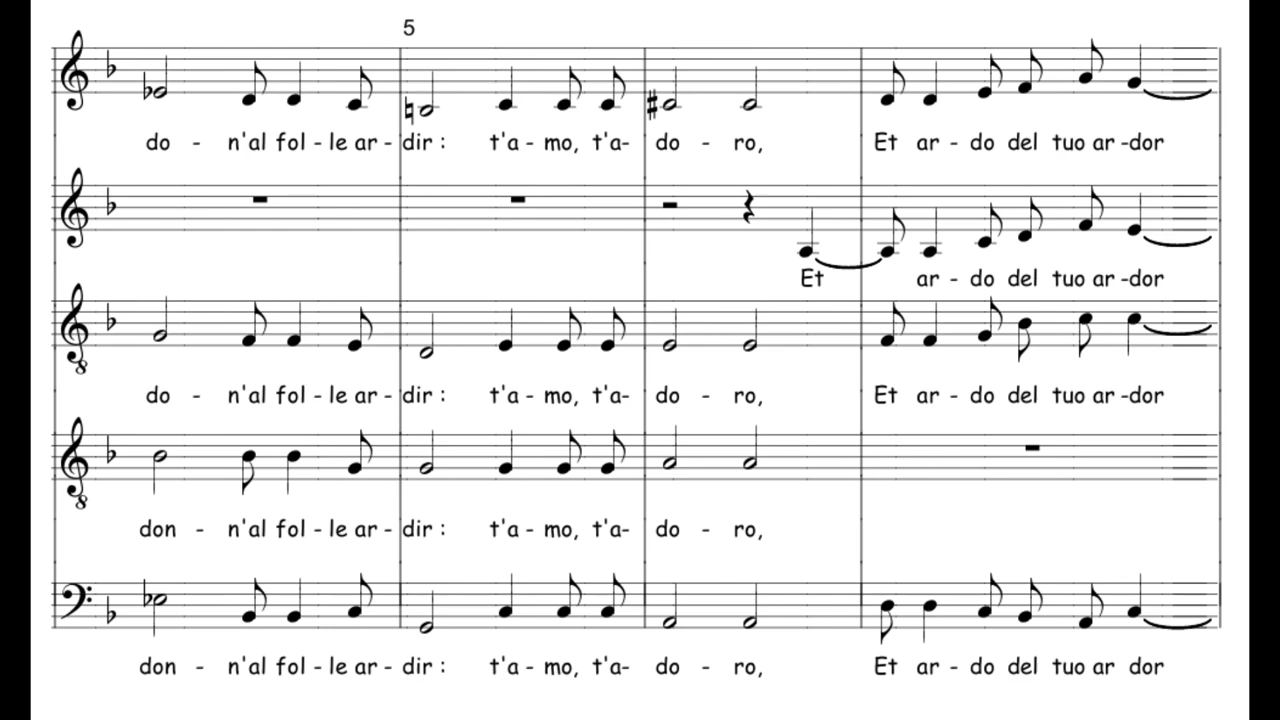 5
do - n'al fol - le ar - dir : t'a - mo, t'a- do - ro, Et ar - do del tuo ar -dor
Et ar - do del tuo ar -dor
do - n'al fol - le ar - dir : t'a - mo, t'a- do - ro, Et ar - do del tuo ar -dor
don - n'al fol - le ar - dir : t'a - mo, t'a- do - ro,
don - n'al fol - le ar - dir : t'a - mo, t'a- do - ro, Et ar - do del tuo ar dor